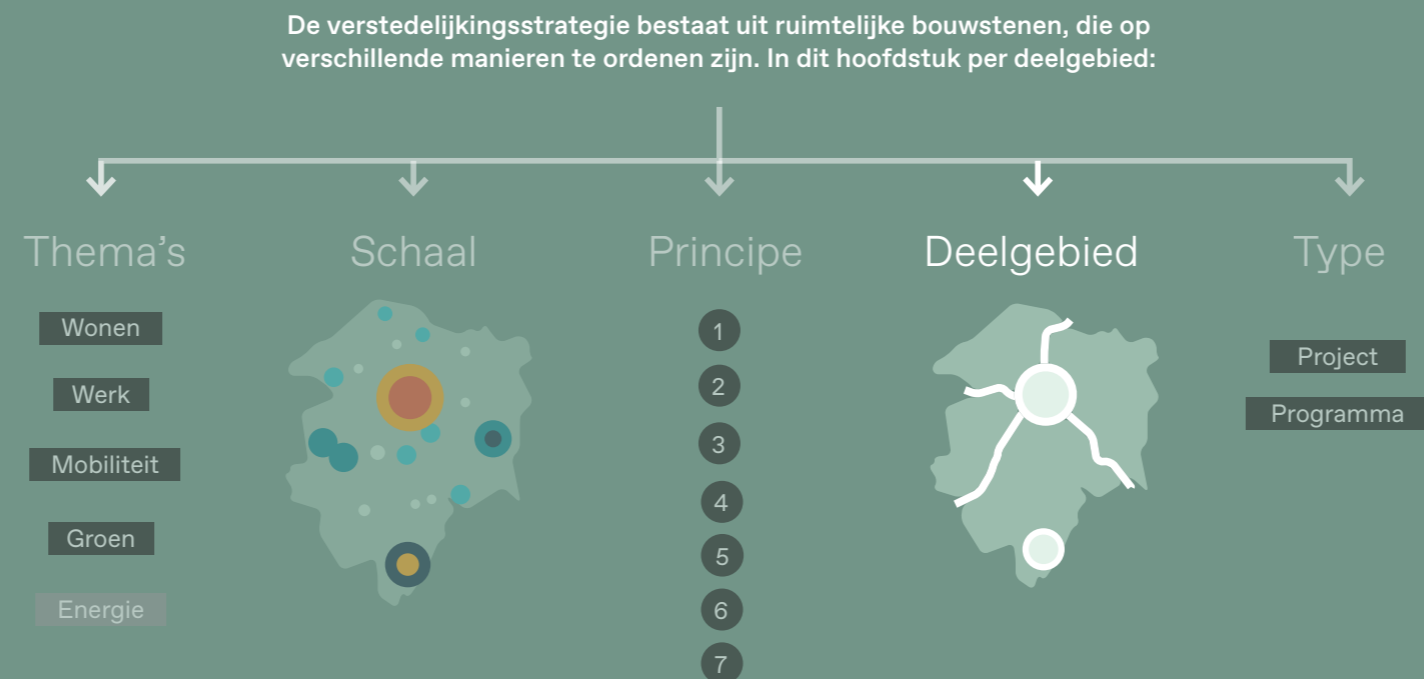 De verstedelijkingsstrategie bestaat uit ruimtelijke bouwstenen, die op
verschillende manieren te ordenen zijn. In dit hoofdstuk per deelgebied:
Thema's
Wonen
Werk
Mobiliteit
Groen
Energie
Schaal
Principe
1
2
3
4
5
6
7
Deelgebied
Type
Project
Programma